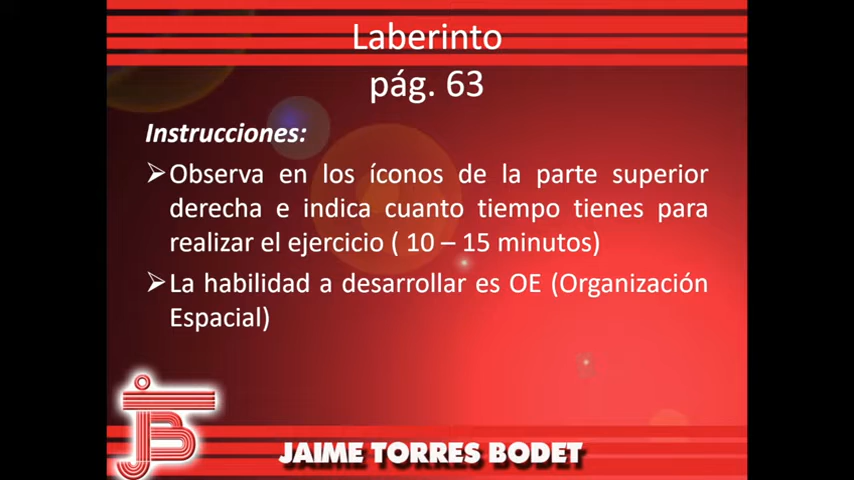 Laberinto
pág. 63
Instrucciones:
➢Observa en los íconos de la parte superior
derecha e indica cuanto tiempo tienes para
realizar el ejercicio ( 10 – 15 minutos)
➢La habilidad a desarrollar es OE (Organización
Espacial)
JTB
JAIME TORRES BODET